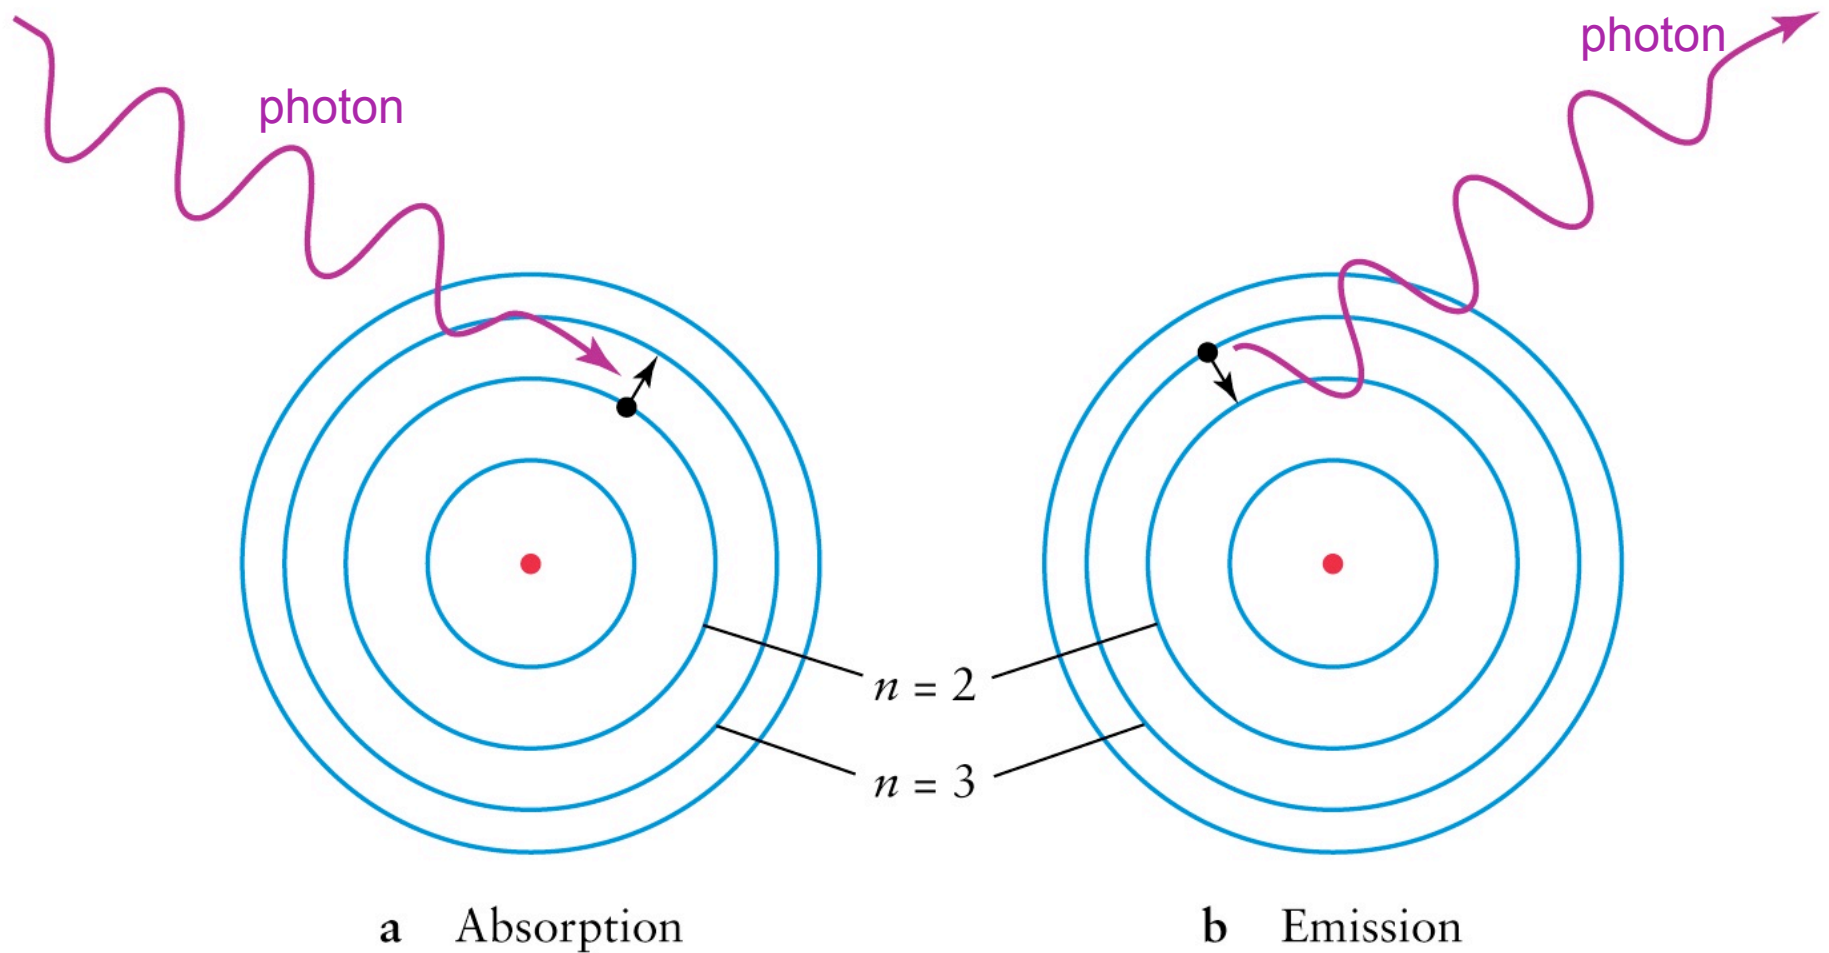 photon
photon
n = 2
n = 3
a Absorption
b Emission